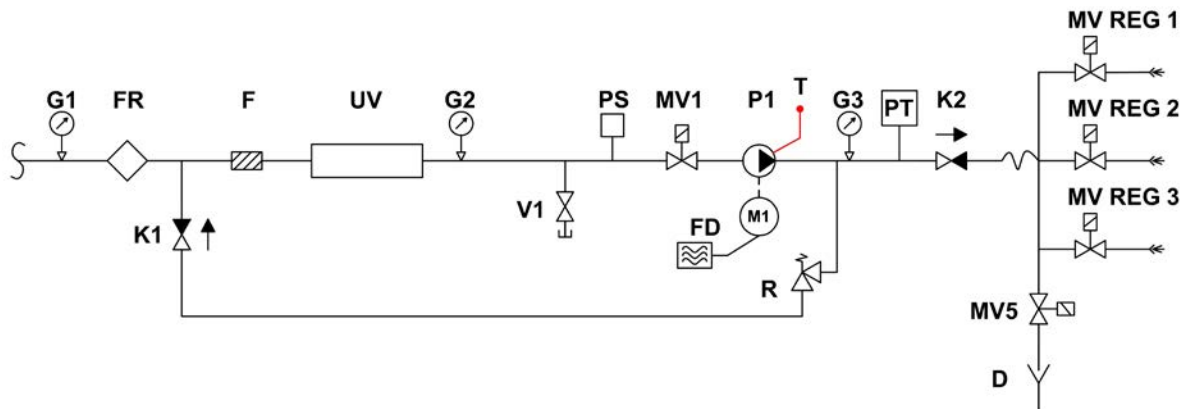 MV REG 1
G1
FR
F
UV
G2
PS
MV1
P1
T
G3
PT
K2
MV REG 2
MV REG 3
K1
V1
FD
M1
R
MV5
D